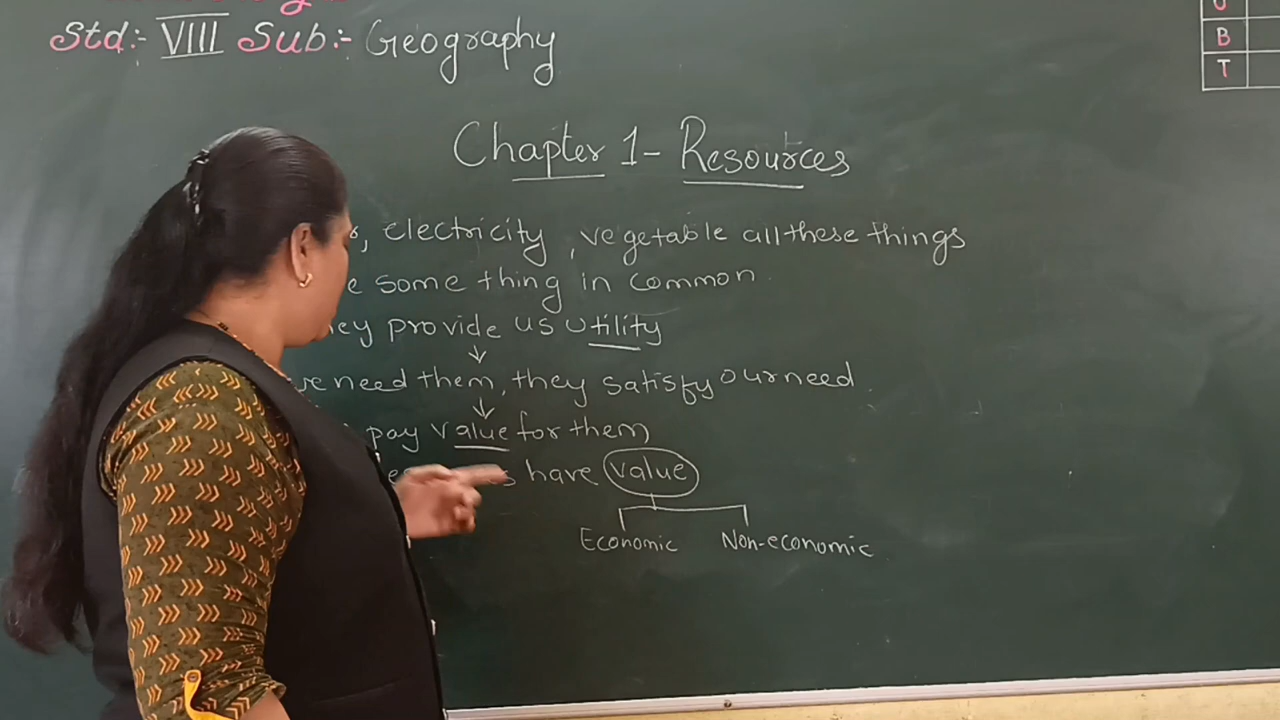 Std:- VIII Sub:- Geography
B
T
Chapter 1- Resources
, electricity, vegetable all these things
some thing in common.
provide us utility
↓
need them, they satisfy our need.
↓
pay value for them
have value
Economic Non-economic